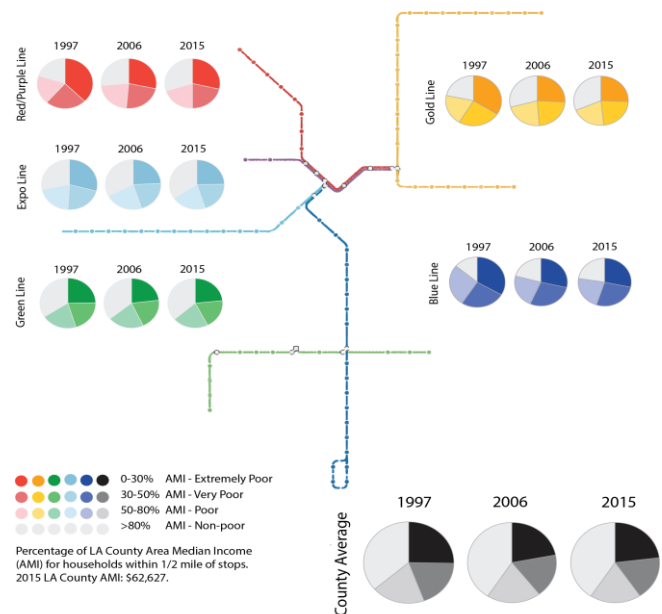 1997 2006 2015
Red/Purple Line
1997 2006 2015
Gold Line
1997 2006 2015
Expo Line
1997 2006 2015
Blue Line
1997 2006 2015
Green Line
0-30% AMI - Extremely Poor
30-50% AMI - Very Poor
50-80% AMI - Poor
>80% AMI - Non-poor
Percentage of LA County Area Median Income
(AMI) for households within 1/2 mile of stops.
2015 LA County AMI: $62,627.
1997 2006 2015
County Average